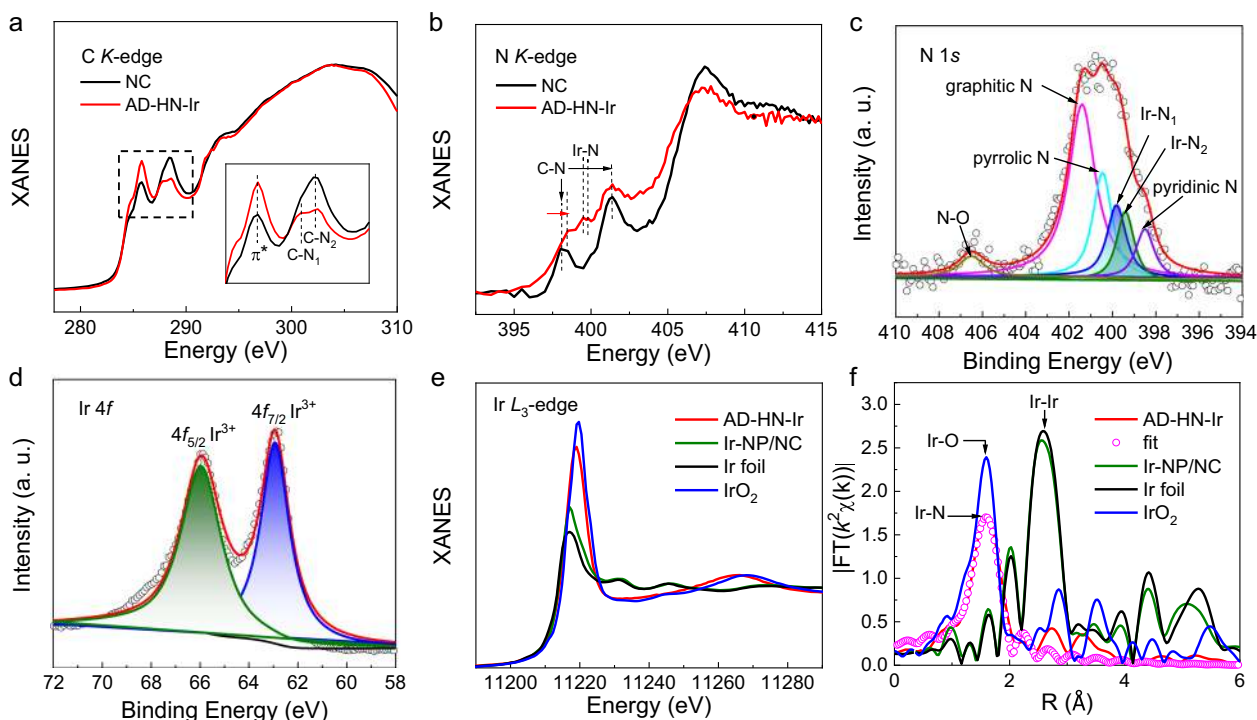 a
C K-edge
NC
AD-HN-Ir
XANES
π*
C-N₁
C-N₂
280
290
300
310
Energy (eV)
b
N K-edge
NC
AD-HN-Ir
XANES
Ir-N
C-N
395
400
405
410
415
Energy (eV)
c
N 1s
graphitic N
pyrrolic N
Ir-N₁
Ir-N₂
pyridinic N
N-O
Intensity (a. u.)
410 408 406 404 402 400 398 396 394
Binding Energy (eV)
d
Ir 4f
4f₅/₂ Ir³⁺
4f₇/₂ Ir³⁺
Intensity (a. u.)
72 70 68 66 64 62 60 58
Binding Energy (eV)
e
Ir L₃-edge
AD-HN-Ir
Ir-NP/NC
Ir foil
IrO₂
XANES
11200 11220 11240 11260 11280
Energy (eV)
f
Ir-Ir
Ir-O
Ir-N
AD-HN-Ir
fit
Ir-NP/NC
Ir foil
IrO₂
|FT(k²χ(k))|
3.0
2.5
2.0
1.5
1.0
0.5
0.0
0 2 4 6
R (Å)